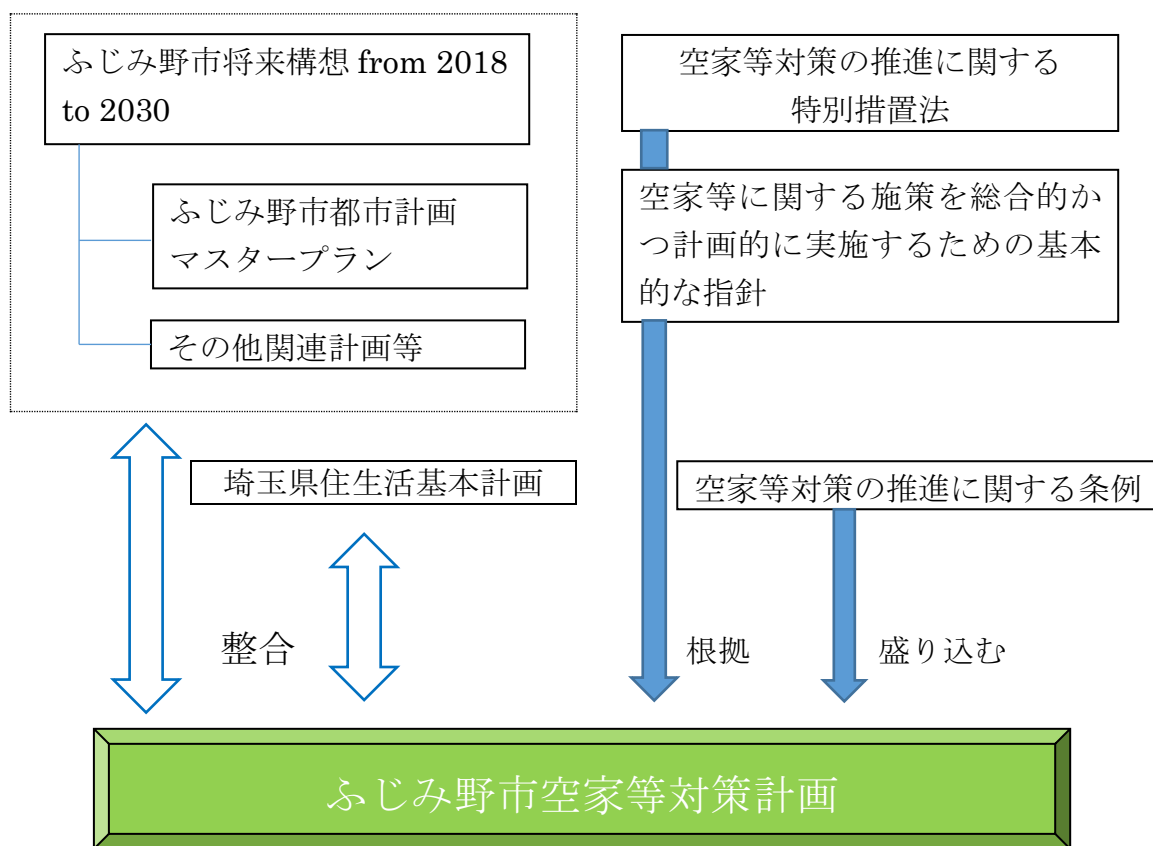 ふじみ野市将来構想 from 2018
to 2030
ふじみ野市都市計画
マスタープラン
その他関連計画等
空家等対策の推進に関する
特別措置法
空家等に関する施策を総合的か
つ計画的に実施するための基本
的な指針
埼玉県住生活基本計画
空家等対策の推進に関する条例
整合
根拠
盛り込む
ふじみ野市空家等対策計画